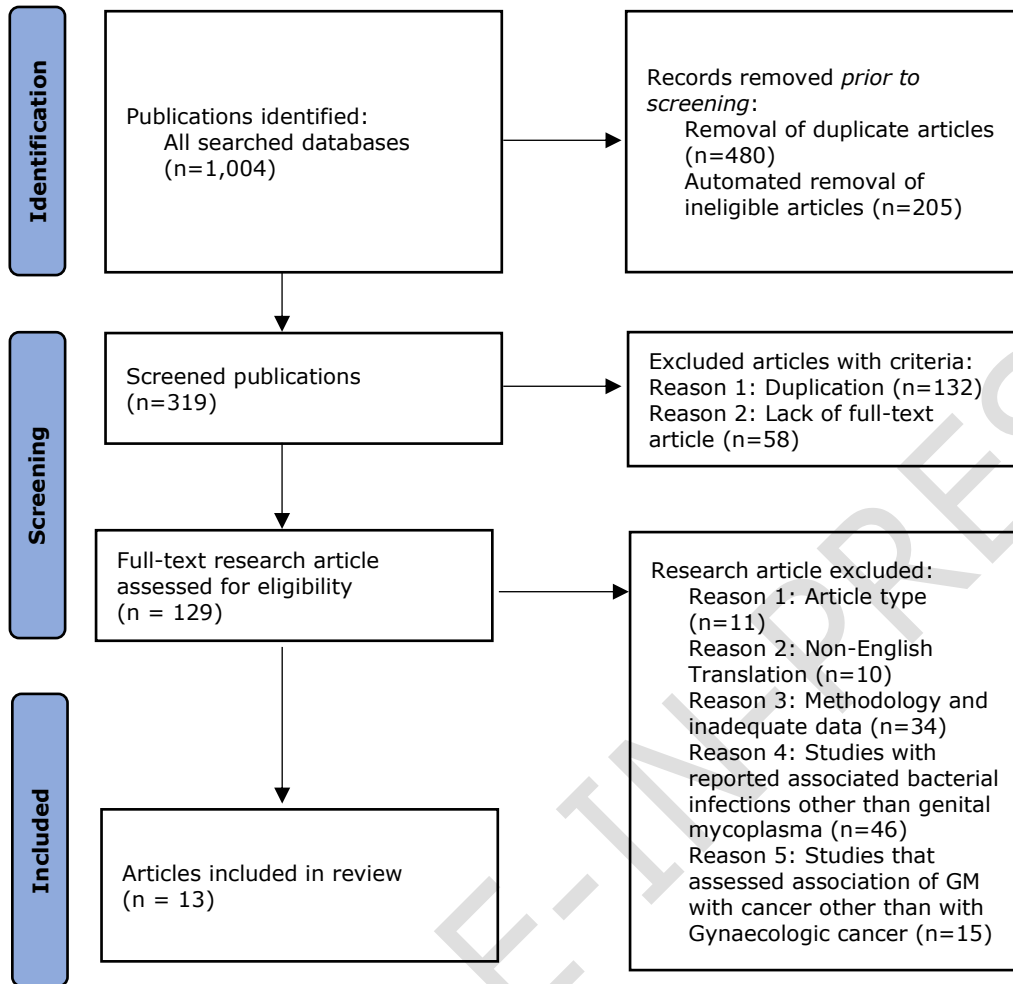 Identification
Publications identified:
All searched databases
(n=1,004)
Records removed prior to
screening:
Removal of duplicate articles
(n=480)
Automated removal of
ineligible articles (n=205)
Screening
Screened publications
(n=319)
Excluded articles with criteria:
Reason 1: Duplication (n=132)
Reason 2: Lack of full-text
article (n=58)
Full-text research article
assessed for eligibility
(n = 129)
Research article excluded:
Reason 1: Article type
(n=11)
Reason 2: Non-English
Translation (n=10)
Reason 3: Methodology and
inadequate data (n=34)
Reason 4: Studies with
reported associated bacterial
infections other than genital
mycoplasma (n=46)
Reason 5: Studies that
assessed association of GM
with cancer other than with
Gynaecologic cancer (n=15)
Included
Articles included in review
(n = 13)
E-IN-PRES